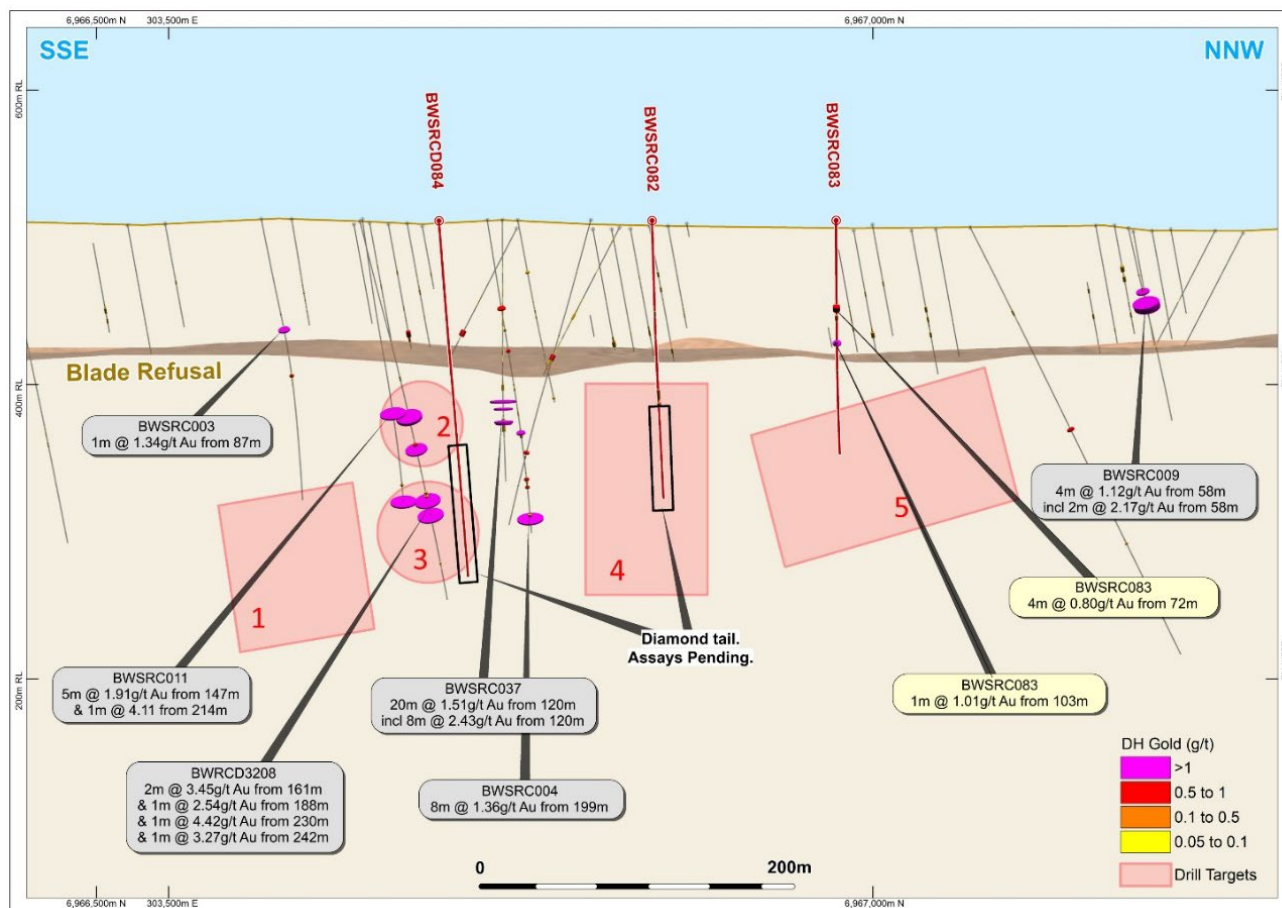 6,966,500m N
303,500m E
6,967,000m N
SSE
NNW
600m RL
BWSRCD084
BWSRC082
BWSRC083
Blade Refusal
400m RL
BWSRC003
1m @ 1.34g/t Au from 87m
2
1
3
4
5
BWSRC009
4m @ 1.12g/t Au from 58m
incl 2m @ 2.17g/t Au from 58m
BWSRC083
4m @ 0.80g/t Au from 72m
Diamond tail.
Assays Pending.
200m RL
BWSRC011
5m @ 1.91g/t Au from 147m
& 1m @ 4.11 from 214m
BWSRC037
20m @ 1.51g/t Au from 120m
incl 8m @ 2.43g/t Au from 120m
BWSRC083
1m @ 1.01g/t Au from 103m
BWRCD3208
2m @ 3.45g/t Au from 161m
& 1m @ 2.54g/t Au from 188m
& 1m @ 4.42g/t Au from 230m
& 1m @ 3.27g/t Au from 242m
BWSRC004
8m @ 1.36g/t Au from 199m
DH Gold (g/t)
>1
0.5 to 1
0.1 to 0.5
0.05 to 0.1
Drill Targets
0
200m
6,966,500m N
303,500m E
6,967,000m N